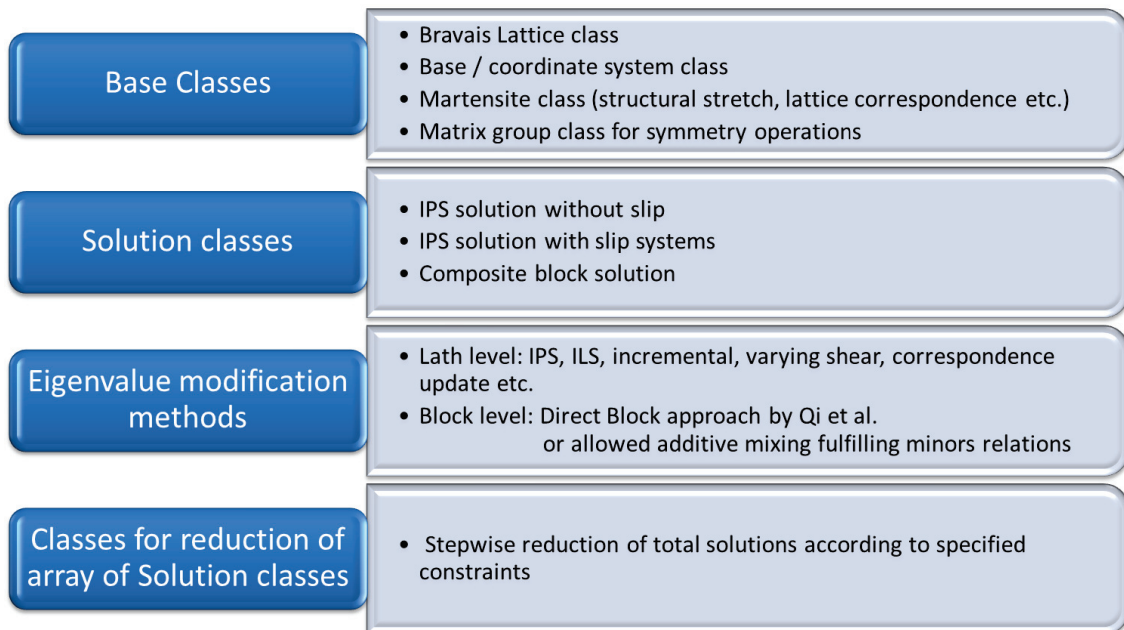 Base Classes
• Bravais Lattice class
• Base / coordinate system class
• Martensite class (structural stretch, lattice correspondence etc.)
• Matrix group class for symmetry operations
Solution classes
• IPS solution without slip
• IPS solution with slip systems
• Composite block solution
Eigenvalue modification
methods
• Lath level: IPS, ILS, incremental, varying shear, correspondence
update etc.
• Block level: Direct Block approach by Qi et al.
or allowed additive mixing fulfilling minors relations
Classes for reduction of
array of Solution classes
• Stepwise reduction of total solutions according to specified
constraints